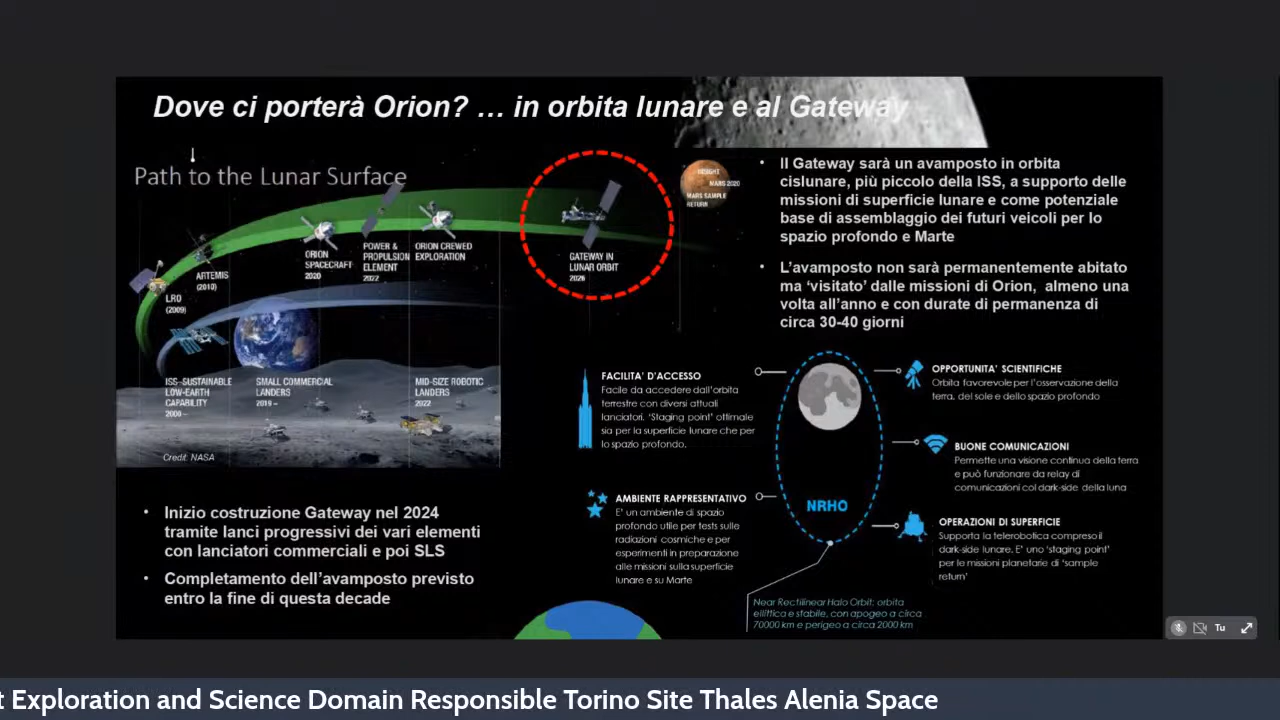 Dove ci porterà Orion? … in orbita lunare e al Gateway
Path to the Lunar Surface
LRO
(2009)
ARTEMIS
(2010)
ORION
SPACECRAFT
2020
POWER &
PROPULSION
ELEMENT
2022
ORION CREWED
EXPLORATION
GATEWAY IN
LUNAR ORBIT
2026
INSIGHT
MARS 2020
MARS SAMPLE
RETURN
ISS–SUSTAINABLE
LOW-EARTH
CAPABILITY
2000 –
SMALL COMMERCIAL
LANDERS
2019 –
MID-SIZE ROBOTIC
LANDERS
2022
Credit: NASA
• Il Gateway sarà un avamposto in orbita
cislunare, più piccolo della ISS, a supporto delle
missioni di superficie lunare e come potenziale
base di assemblaggio dei futuri veicoli per lo
spazio profondo e Marte
• L'avamposto non sarà permanentemente abitato
ma 'visitato' dalle missioni di Orion, almeno una
volta all'anno e con durate di permanenza di
circa 30-40 giorni
• Inizio costruzione Gateway nel 2024
tramite lanci progressivi dei vari elementi
con lanciatori commerciali e poi SLS
• Completamento dell'avamposto previsto
entro la fine di questa decade
FACILITA' D'ACCESSO
Facile da accedere dall'orbita
terrestre con diversi attuali
lanciatori. 'Staging point' ottimale
sia per la superficie lunare che per
lo spazio profondo.
AMBIENTE RAPPRESENTATIVO
E' un ambiente di spazio
profondo utile per tests sulle
radiazioni cosmiche e per
esperimenti in preparazione
alle missioni sulla superficie
lunare e su Marte
NRHO
Near Rectilinear Halo Orbit: orbita
ellittica e stabile, con apogeo a circa
70000 km e perigeo a circa 2000 km
OPPORTUNITA' SCIENTIFICHE
Orbita favorevole per l'osservazione della
terra, del sole e dello spazio profondo
BUONE COMUNICAZIONI
Permette una visione continua della terra
e può funzionare da relay di
comunicazioni col dark-side della luna
OPERAZIONI DI SUPERFICIE
Supporta la telerobotica compreso il
dark-side lunare. E' uno 'staging point'
per le missioni planetarie di 'sample
return'
Tu
t Exploration and Science Domain Responsible Torino Site Thales Alenia Space